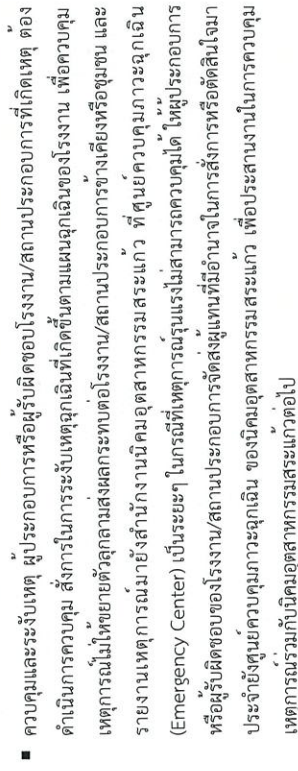 ▪ ควบคุมและระงับเหตุ ผู้ประกอบการหรือผู้รับผิดชอบโรงงาน/สถานประกอบการที่เกิดเหตุ ต้อง
ดำเนินการควบคุม สั่งการในการระงับเหตุฉุกเฉินที่เกิดขึ้นตามแผนฉุกเฉินของโรงงาน เพื่อควบคุม
เหตุการณ์ไม่ให้ขยายตัวลุกลามส่งผลกระทบต่อโรงงาน/สถานประกอบการข้างเคียงหรือชุมชน และ
รายงานเหตุการณ์มายังสำนักงานนิคมอุตสาหกรรมสระแก้ว ที่ศูนย์ควบคุมภาวะฉุกเฉิน
(Emergency Center) เป็นระยะๆ ในกรณีที่เหตุการณ์รุนแรงไม่สามารถควบคุมได้ ให้ผู้ประกอบการ
หรือผู้รับผิดชอบของโรงงาน/สถานประกอบการจัดส่งผู้แทนที่มีอำนาจในการสั่งการหรือตัดสินใจมา
ประจำยังศูนย์ควบคุมภาวะฉุกเฉิน ของนิคมอุตสาหกรรมสระแก้ว เพื่อประสานงานในการควบคุม
เหตุการณ์ร่วมกับนิคมอุตสาหกรรมสระแก้วต่อไป